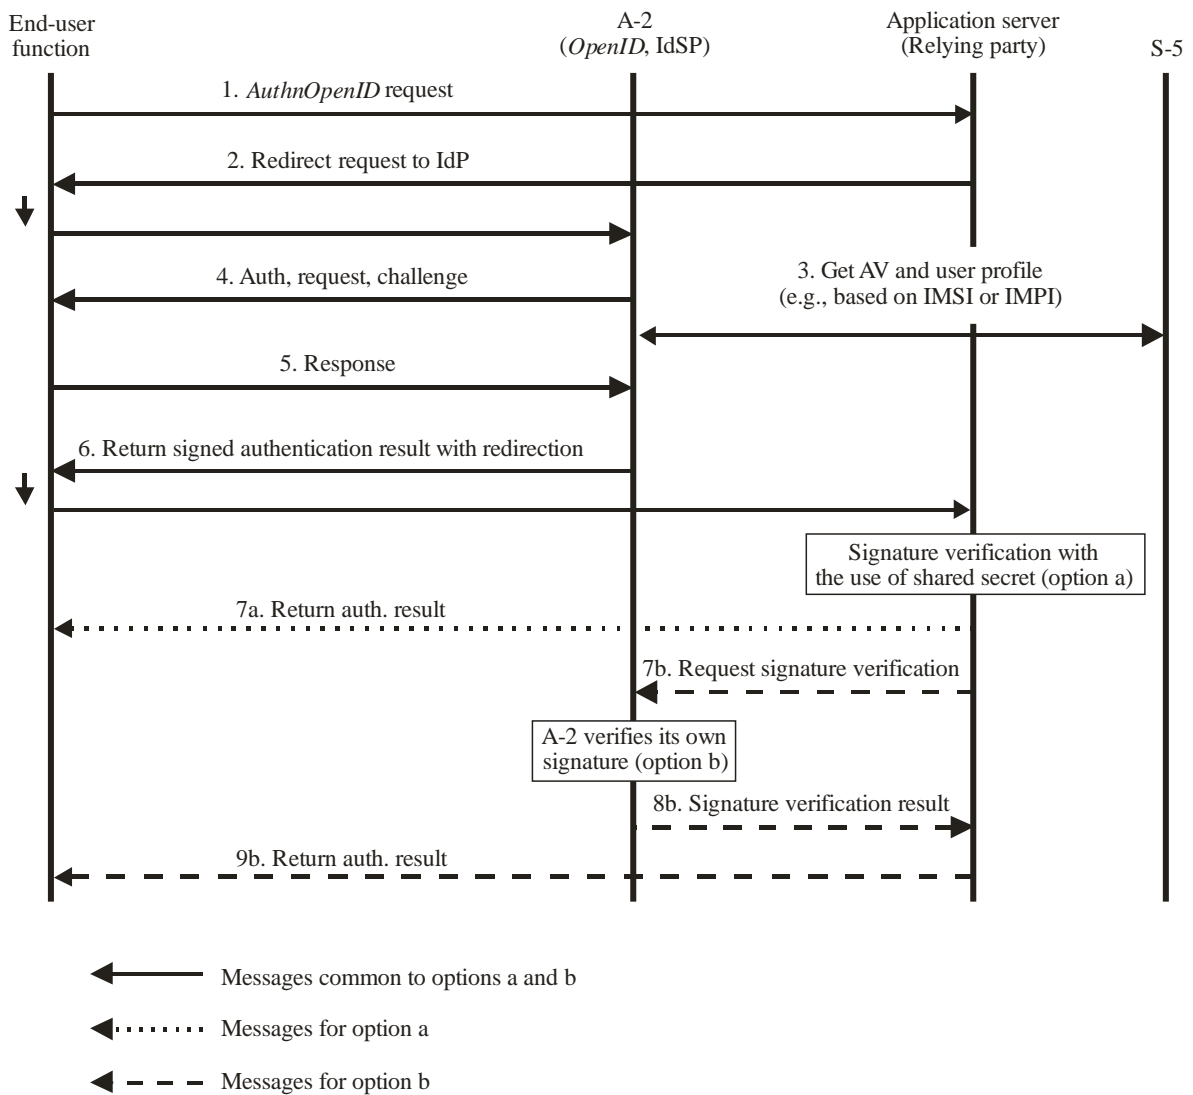 End-user
function
A-2
(OpenID, IdSP)
Application server
(Relying party)
S-5
1. AuthnOpenID request
2. Redirect request to IdP
3. Get AV and user profile
(e.g., based on IMSI or IMPI)
4. Auth, request, challenge
5. Response
6. Return signed authentication result with redirection
Signature verification with
the use of shared secret (option a)
7a. Return auth. result
7b. Request signature verification
A-2 verifies its own
signature (option b)
8b. Signature verification result
9b. Return auth. result
Messages common to options a and b
Messages for option a
Messages for option b